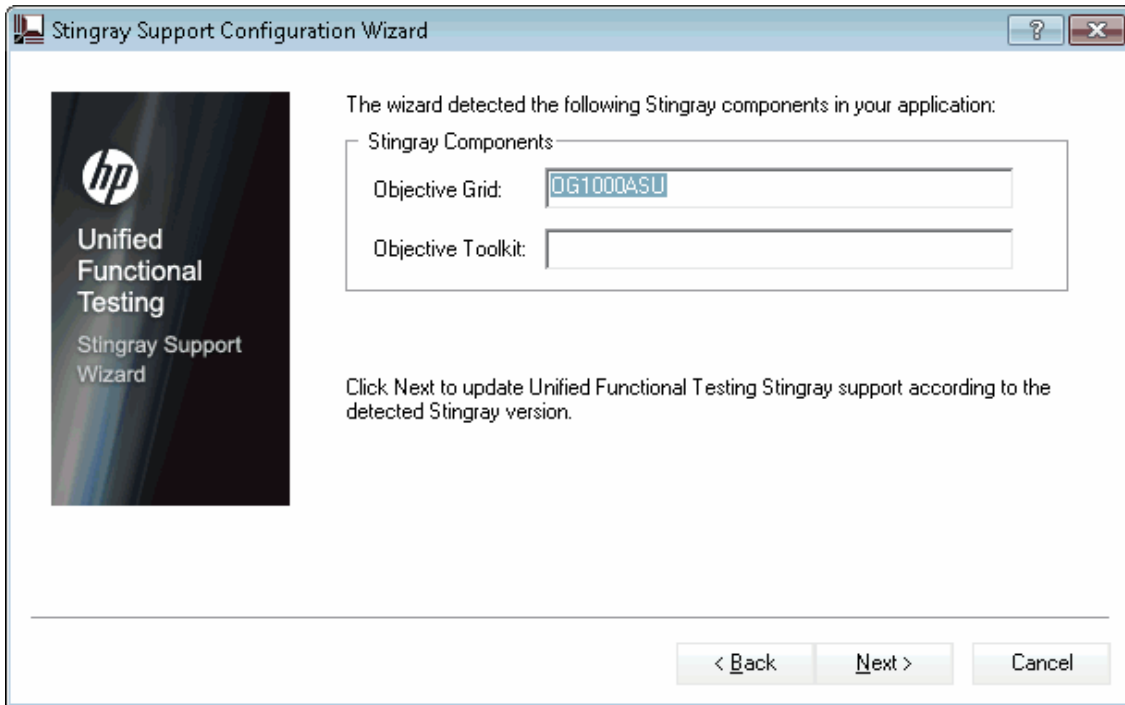 Stingray Support Configuration Wizard
?
hp
Unified
Functional
Testing
Stingray Support
Wizard
The wizard detected the following Stingray components in your application:
Stingray Components
Objective Grid:
OG1000ASU
Objective Toolkit:
Click Next to update Unified Functional Testing Stingray support according to the
detected Stingray version.
< Back
Next >
Cancel